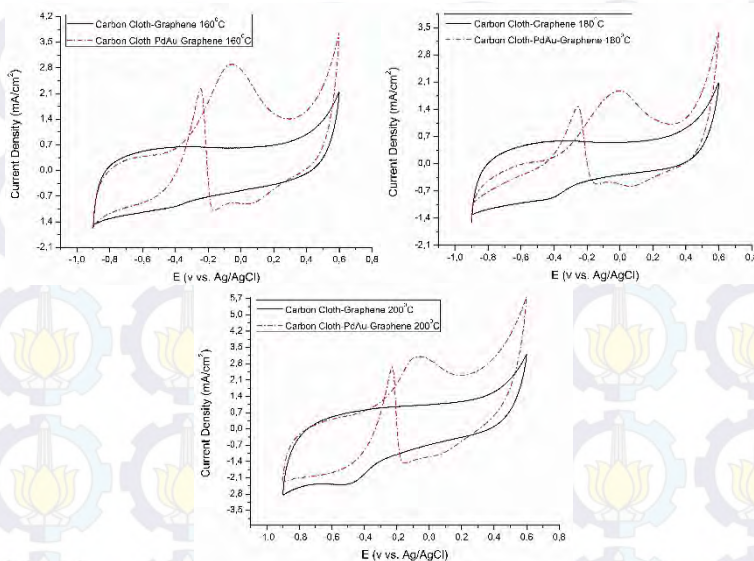 Carbon Cloth-Graphene 160°C
Carbon Cloth-PdAu-Graphene 160°C
Current Density (mA/cm²)
4,2
3,5
2,8
2,1
1,4
0,7
0,0
-0,7
1,4
-2,1
-1,0 -0,8 -0,6 -0,4 -0,2 0,0 0,2 0,4 0,6 0,8
E (v vs. Ag/AgCl)
Carbon Cloth-Graphene 180°C
Carbon Cloth-PdAu-Graphene 180°C
Current Density (mA/cm²)
4,2
3,5
2,8
2,1
1,4
0,7
0,0
-0,7
-1,4
-2,1
-1,0 -0,8 -0,6 -0,4 -0,2 0,0 0,2 0,4 0,6 0,8
E (v vs. Ag/AgCl)
Carbon Cloth-Graphene 200°C
Carbon Cloth-PdAu-Graphene 200°C
Current Density (mA/cm²)
5,7
5,0
4,2
3,5
2,8
2,1
1,4
0,7
0,0
-0,7
-1,4
-2,1
2,8
-3,5
-1,0 0,8 -0,6 -0,4 -0,2 0,0 0,2 0,4 0,6 0,8
E (v vs. Ag/AgCl)